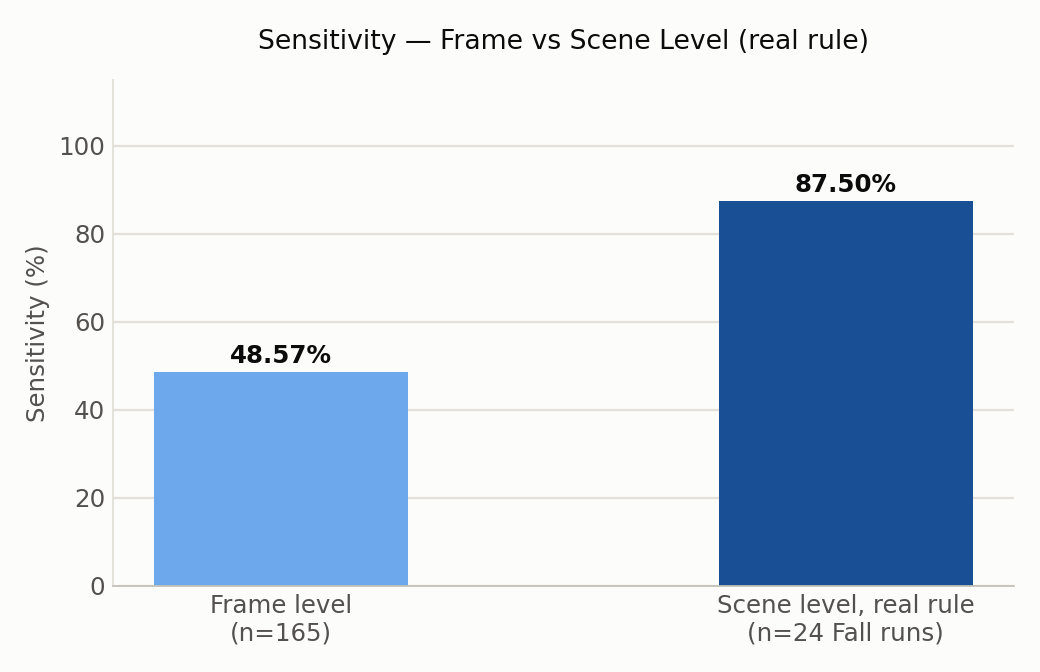 Sensitivity — Frame vs Scene Level (real rule)
Sensitivity (%)
100
80
60
40
20
0
48.57%
87.50%
Frame level
(n=165)
Scene level, real rule
(n=24 Fall runs)